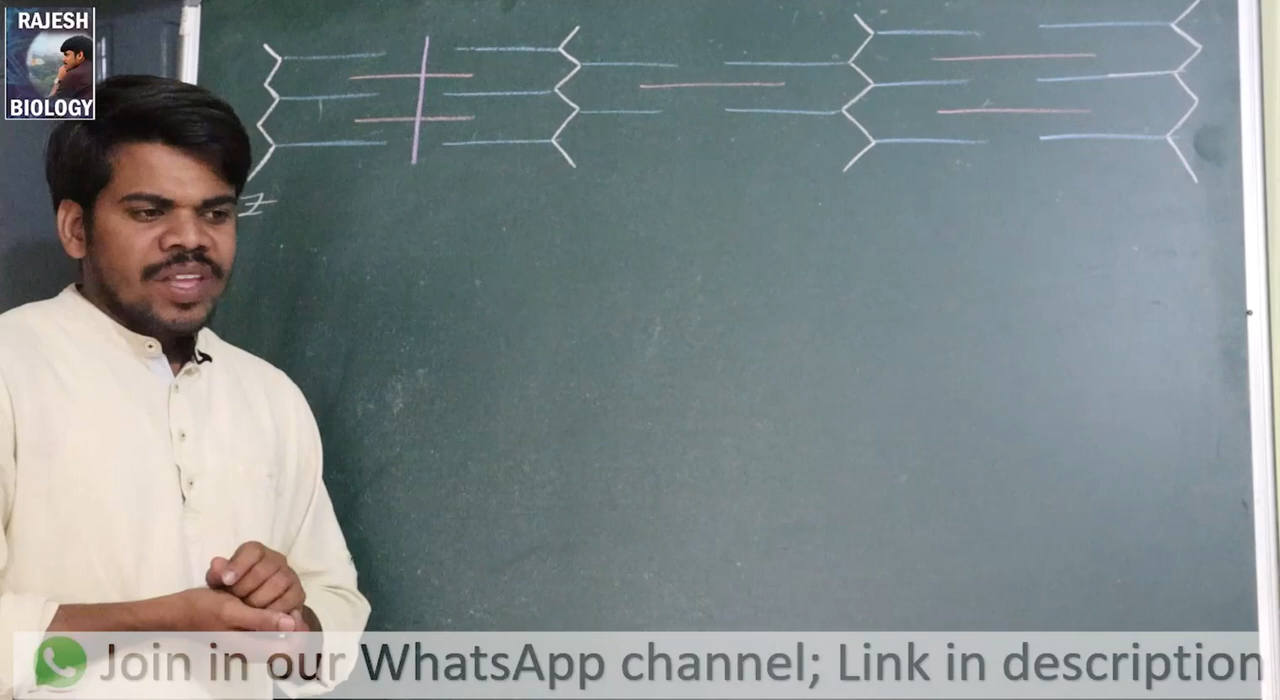 RAJESH
BIOLOGY
Z
Join in our WhatsApp channel; Link in description